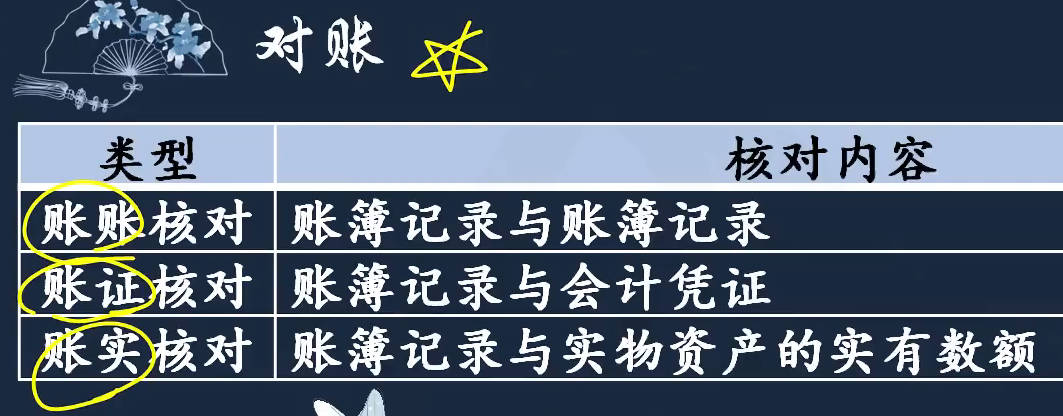 对账
类型 核对内容
账账核对 账簿记录与账簿记录
账证核对 账簿记录与会计凭证
账实核对 账簿记录与实物资产的实有数额